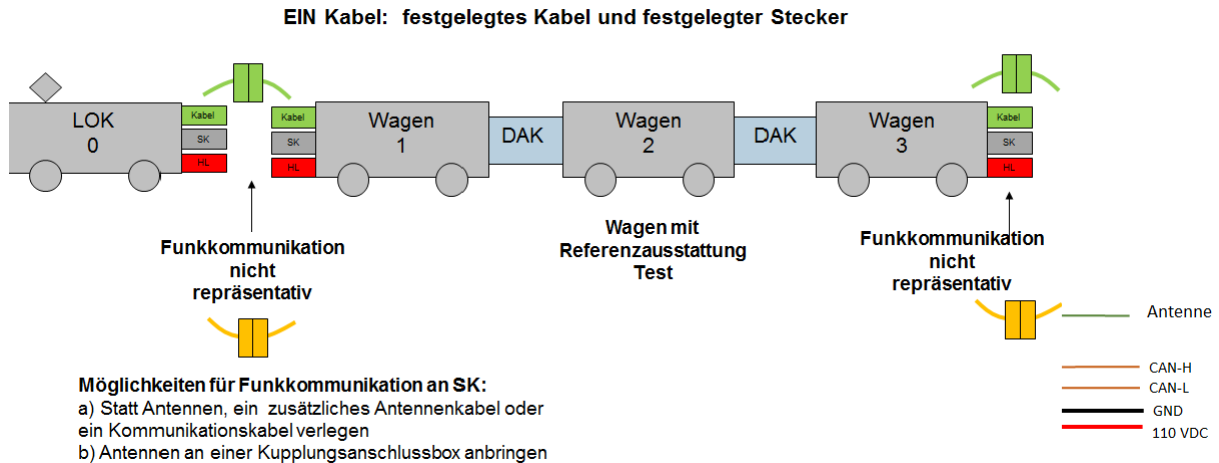 EIN Kabel: festgelegtes Kabel und festgelegter Stecker
LOK
0
Kabel
SK
HL
Kabel
SK
HL
Wagen
1
DAK
Wagen
2
DAK
Wagen
3
Kabel
SK
HL
Funkkommunikation
nicht
repräsentativ
Wagen mit
Referenzausstattung
Test
Funkkommunikation
nicht
repräsentativ
Antenne
CAN-H
CAN-L
GND
110 VDC
Möglichkeiten für Funkkommunikation an SK:
a) Statt Antennen, ein zusätzliches Antennenkabel oder
ein Kommunikationskabel verlegen
b) Antennen an einer Kupplungsanschlussbox anbringen